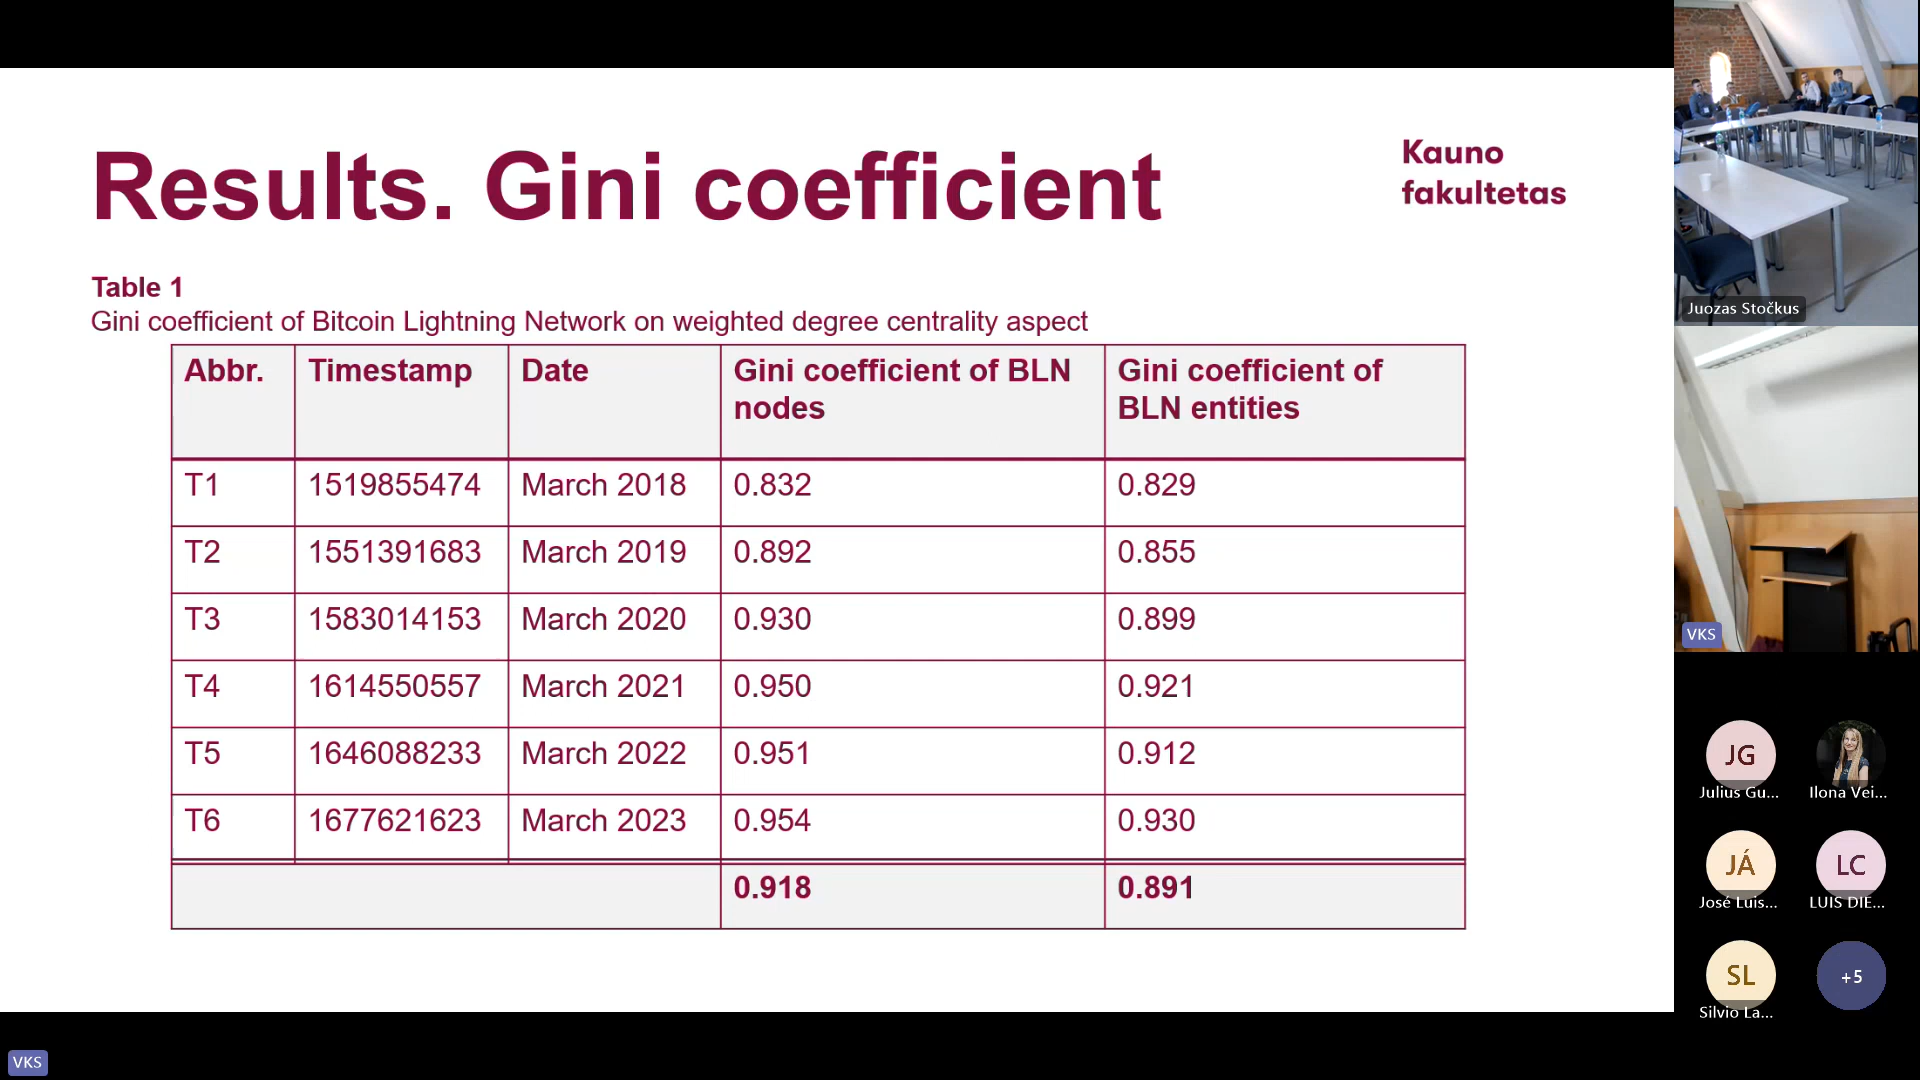 Results. Gini coefficient
Kauno
fakultetas
Table 1
Gini coefficient of Bitcoin Lightning Network on weighted degree centrality aspect
Abbr. Timestamp Date Gini coefficient of BLN nodes Gini coefficient of BLN entities
T1 1519855474 March 2018 0.832 0.829
T2 1551391683 March 2019 0.892 0.855
T3 1583014153 March 2020 0.930 0.899
T4 1614550557 March 2021 0.950 0.921
T5 1646088233 March 2022 0.951 0.912
T6 1677621623 March 2023 0.954 0.930
0.918 0.891
Juozas Stočkus
VKS
JG
Julius Gu...
Ilona Vei...
JÁ
José Luis...
LC
LUIS DIE...
SL
Silvio La...
+5
VKS